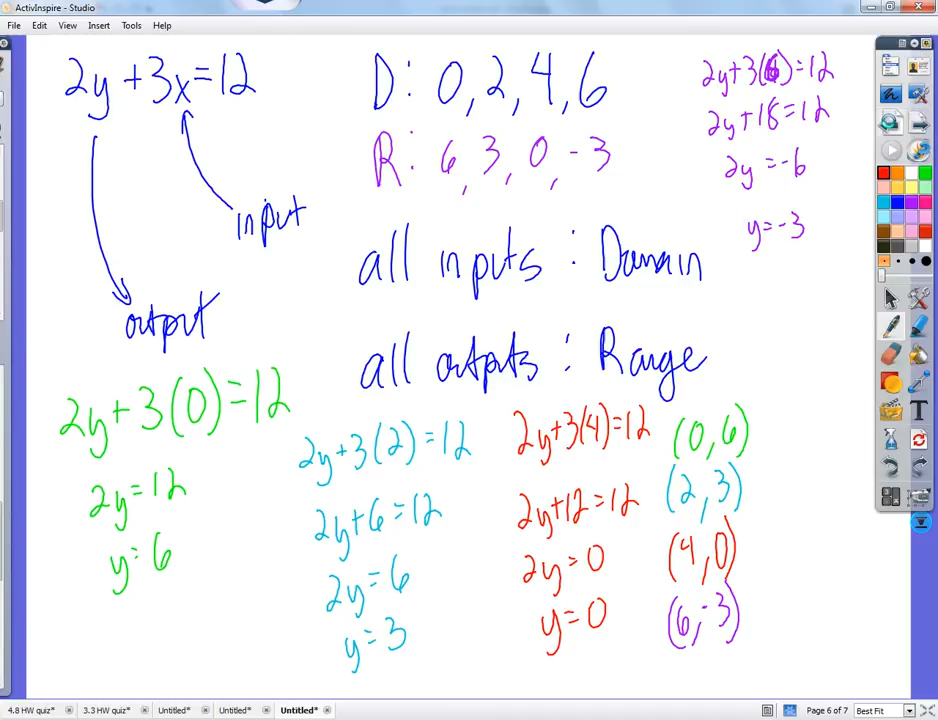 ActivInspire - Studio
File Edit View Insert Tools Help
2y + 3x = 12
input
output
D: 0, 2, 4, 6
R: 6, 3, 0, -3
all inputs : Domain
all outputs : Range
2y+3(6)=12
2y+18=12
2y = -6
y = -3
2y + 3(0) = 12
2y = 12
y = 6
2y+3(2) = 12
2y+6 = 12
2y = 6
y = 3
2y+3(4)=12
2y+12=12
2y = 0
y = 0
(0, 6)
(2, 3)
(4, 0)
(6, -3)
T
4.8 HW quiz* 3.3 HW quiz* Untitled* Untitled* Untitled*
Page 6 of 7 Best Fit